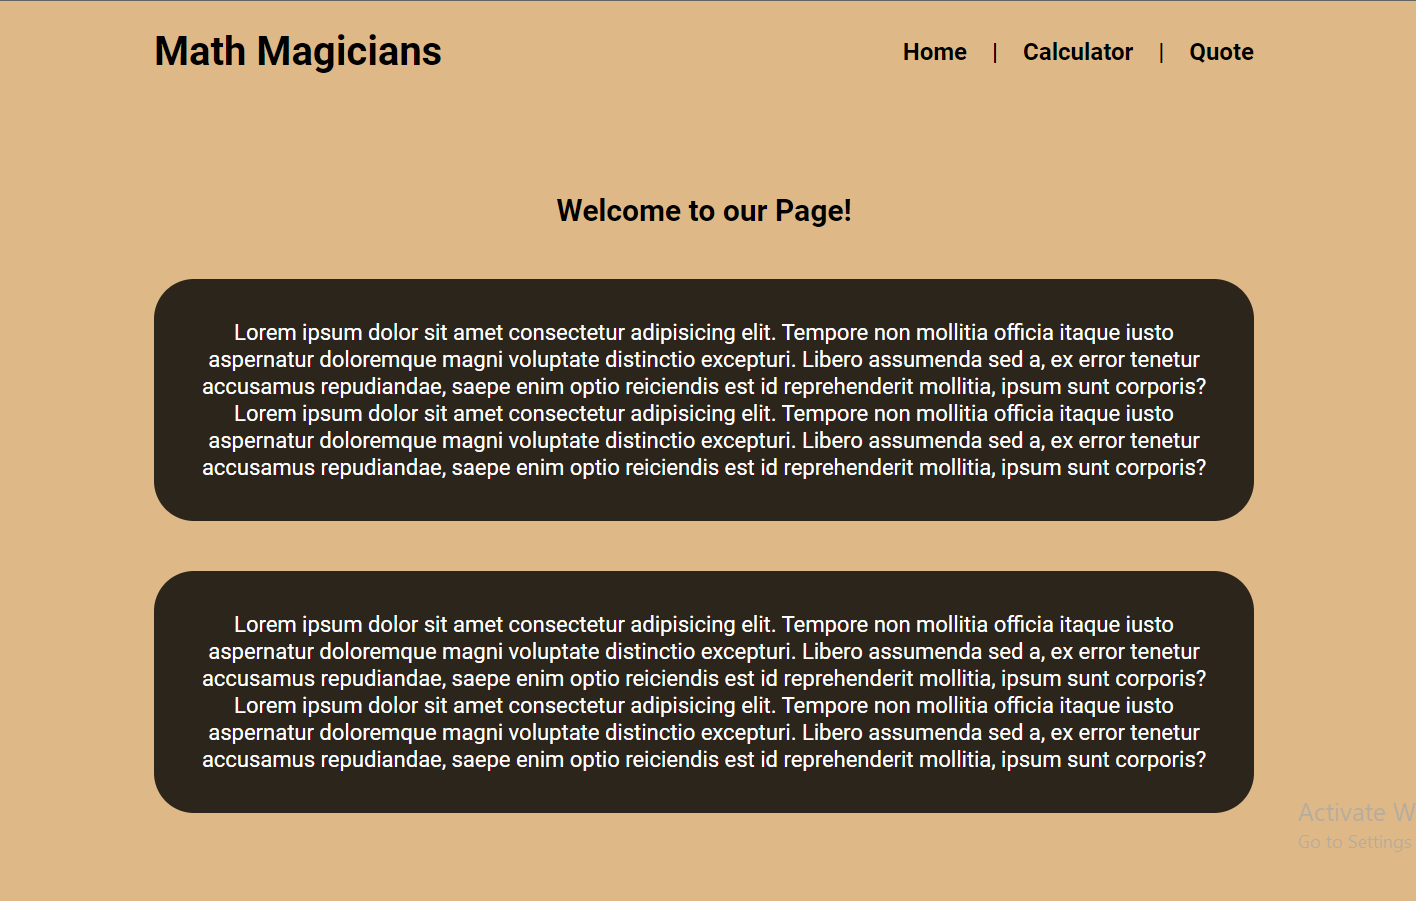 Math Magicians
Home | Calculator | Quote
Welcome to our Page!
Lorem ipsum dolor sit amet consectetur adipisicing elit. Tempore non mollitia officia itaque iusto
aspernatur doloremque magni voluptate distinctio excepturi. Libero assumenda sed a, ex error tenetur
accusamus repudiandae, saepe enim optio reiciendis est id reprehenderit mollitia, ipsum sunt corporis?
Lorem ipsum dolor sit amet consectetur adipisicing elit. Tempore non mollitia officia itaque iusto
aspernatur doloremque magni voluptate distinctio excepturi. Libero assumenda sed a, ex error tenetur
accusamus repudiandae, saepe enim optio reiciendis est id reprehenderit mollitia, ipsum sunt corporis?
Lorem ipsum dolor sit amet consectetur adipisicing elit. Tempore non mollitia officia itaque iusto
aspernatur doloremque magni voluptate distinctio excepturi. Libero assumenda sed a, ex error tenetur
accusamus repudiandae, saepe enim optio reiciendis est id reprehenderit mollitia, ipsum sunt corporis?
Lorem ipsum dolor sit amet consectetur adipisicing elit. Tempore non mollitia officia itaque iusto
aspernatur doloremque magni voluptate distinctio excepturi. Libero assumenda sed a, ex error tenetur
accusamus repudiandae, saepe enim optio reiciendis est id reprehenderit mollitia, ipsum sunt corporis?
Activate W
Go to Settings